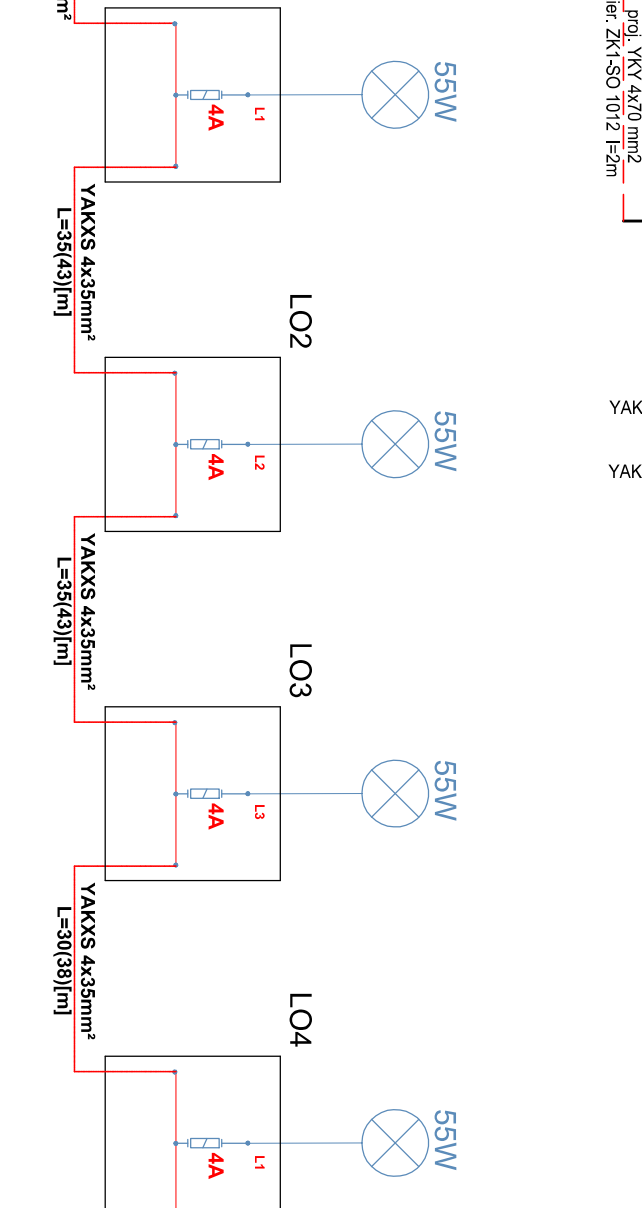 m²
proj. YKY 4x70 mm2
ier. ZK1-SO 1012 l=2m
55W
L1
4A
YAKXS 4x35mm²
L=35(43)[m]
LO2
55W
L2
4A
YAK
YAK
YAKXS 4x35mm²
L=35(43)[m]
LO3
55W
L3
4A
YAKXS 4x35mm²
L=30(38)[m]
LO4
55W
L1
4A